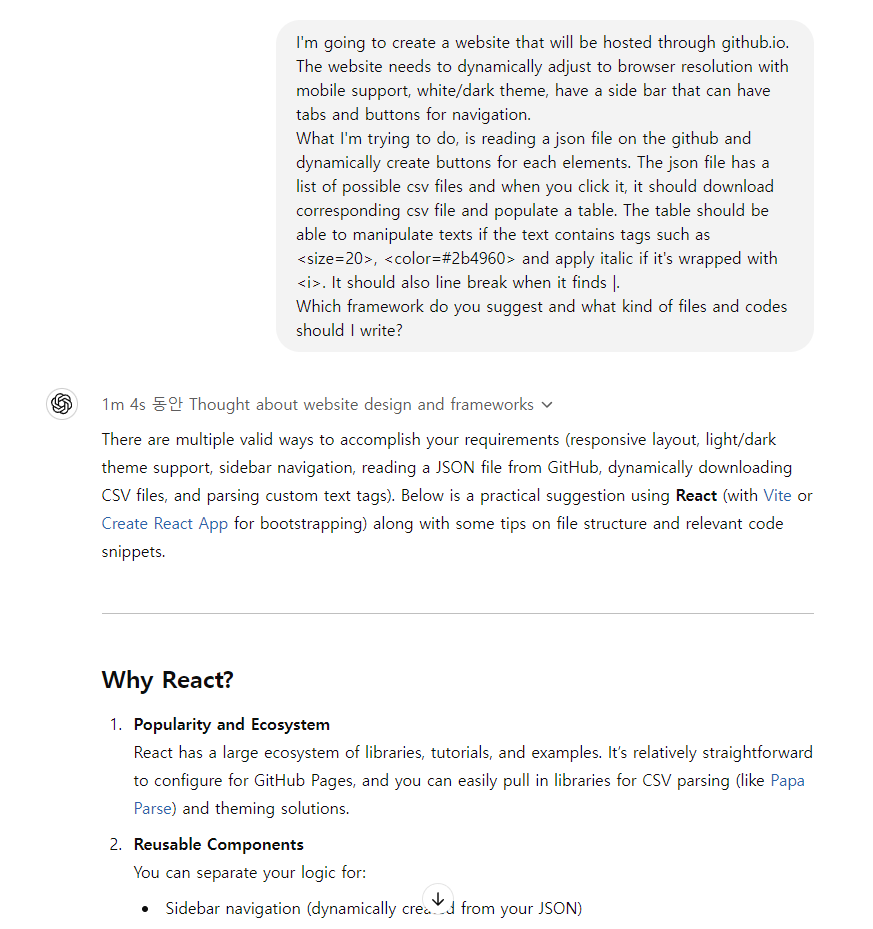 I'm going to create a website that will be hosted through github.io.
The website needs to dynamically adjust to browser resolution with
mobile support, white/dark theme, have a side bar that can have
tabs and buttons for navigation.
What I'm trying to do, is reading a json file on the github and
dynamically create buttons for each elements. The json file has a
list of possible csv files and when you click it, it should download
corresponding csv file and populate a table. The table should be
able to manipulate texts if the text contains tags such as
<size=20>, <color=#2b4960> and apply italic if it's wrapped with
<i>. It should also line break when it finds |.
Which framework do you suggest and what kind of files and codes
should I write?
1m 4s 동안 Thought about website design and frameworks
There are multiple valid ways to accomplish your requirements (responsive layout, light/dark
theme support, sidebar navigation, reading a JSON file from GitHub, dynamically downloading
CSV files, and parsing custom text tags). Below is a practical suggestion using React (with Vite or
Create React App for bootstrapping) along with some tips on file structure and relevant code
snippets.
Why React?
1. Popularity and Ecosystem
React has a large ecosystem of libraries, tutorials, and examples. It's relatively straightforward
to configure for GitHub Pages, and you can easily pull in libraries for CSV parsing (like Papa
Parse) and theming solutions.
2. Reusable Components
You can separate your logic for:
• Sidebar navigation (dynamically from your JSON)